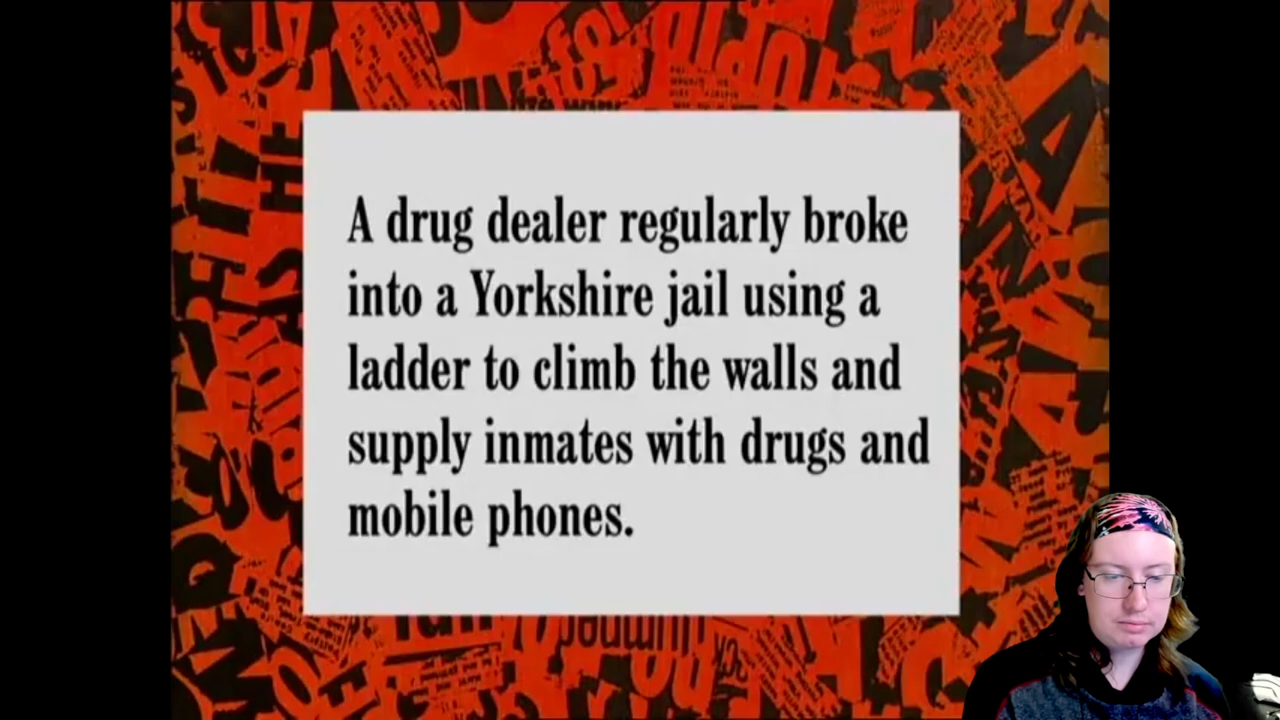 A drug dealer regularly broke
into a Yorkshire jail using a
ladder to climb the walls and
supply inmates with drugs and
mobile phones.